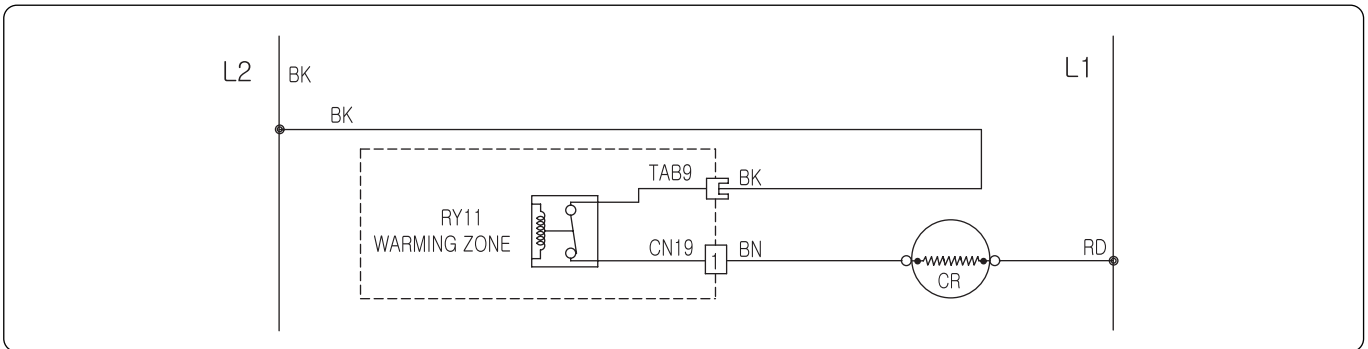 L2
BK
L1
BK
TAB9
BK
RY11
WARMING ZONE
CN19
1
BN
RD
CR